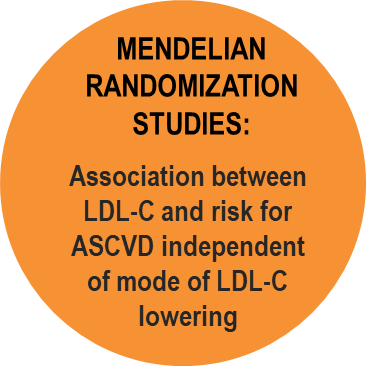 MENDELIAN
RANDOMIZATION
STUDIES:
Association between
LDL-C and risk for
ASCVD independent
of mode of LDL-C
lowering